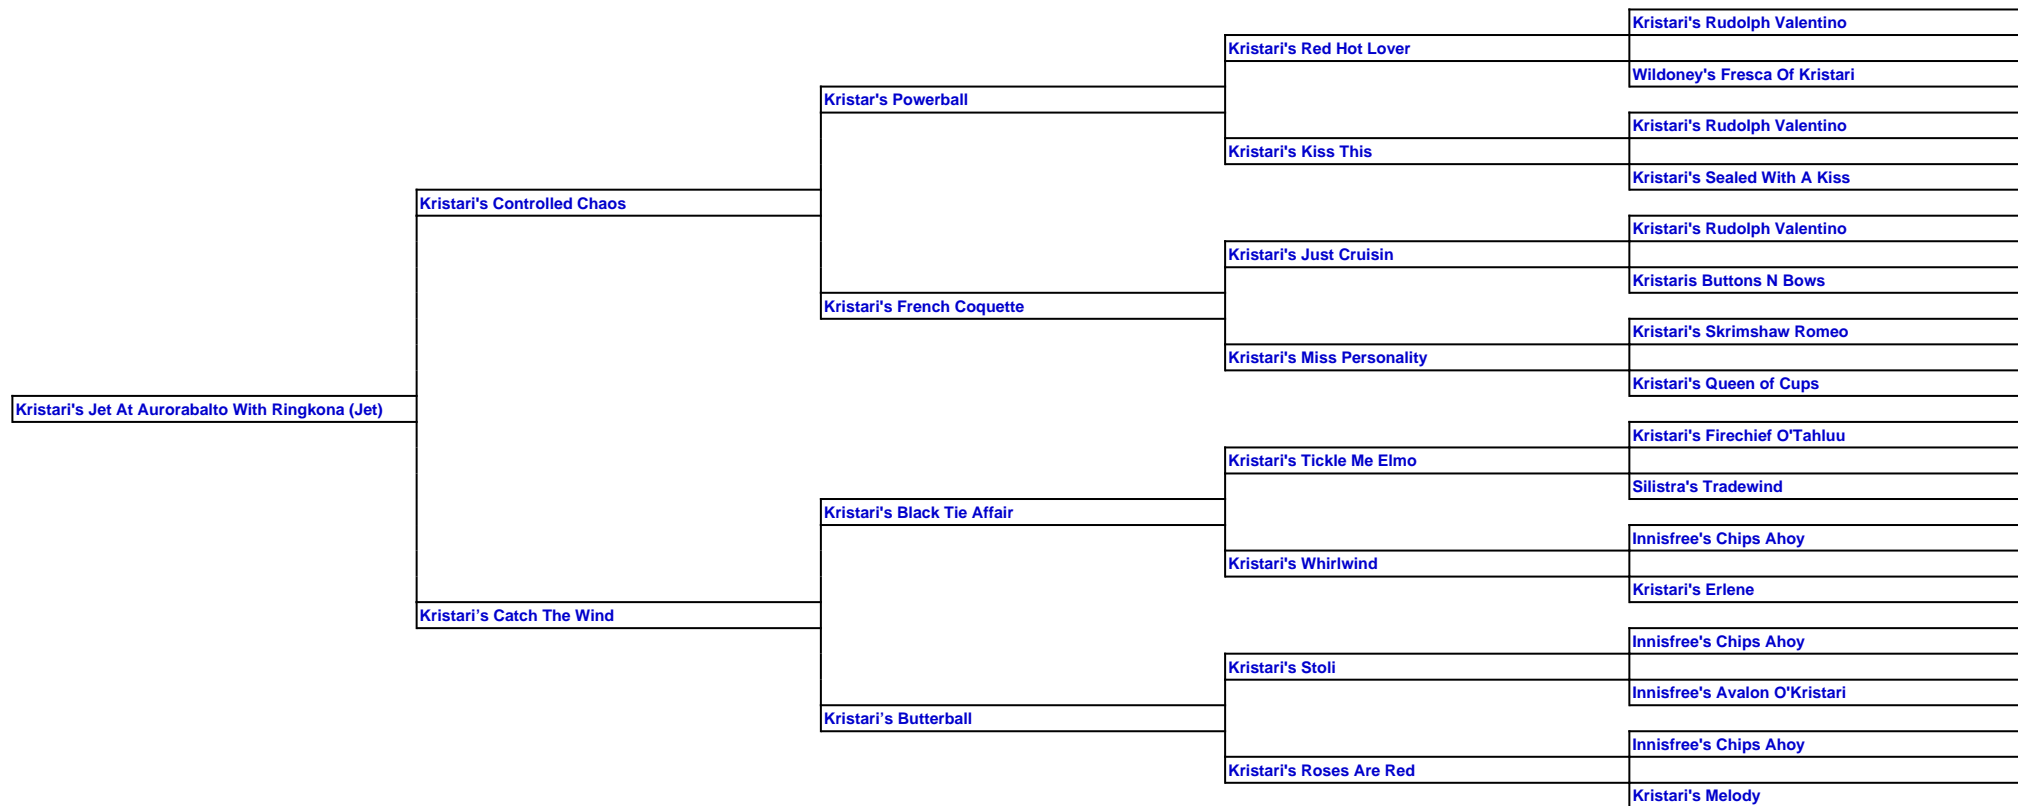 Kristari's Rudolph Valentino
Kristari's Red Hot Lover
Wildoney's Fresca Of Kristari
Kristar's Powerball
Kristari's Rudolph Valentino
Kristari's Kiss This
Kristari's Sealed With A Kiss
Kristari's Controlled Chaos
Kristari's Rudolph Valentino
Kristari's Just Cruisin
Kristaris Buttons N Bows
Kristari's French Coquette
Kristari's Skrimshaw Romeo
Kristari's Miss Personality
Kristari's Queen of Cups
Kristari's Jet At Aurorabalto With Ringkona (Jet)
Kristari's Firechief O'Tahluu
Kristari's Tickle Me Elmo
Silistra's Tradewind
Kristari's Black Tie Affair
Innisfree's Chips Ahoy
Kristari's Whirlwind
Kristari's Erlene
Kristari’s Catch The Wind
Innisfree's Chips Ahoy
Kristari's Stoli
Innisfree's Avalon O'Kristari
Kristari’s Butterball
Innisfree's Chips Ahoy
Kristari's Roses Are Red
Kristari's Melody